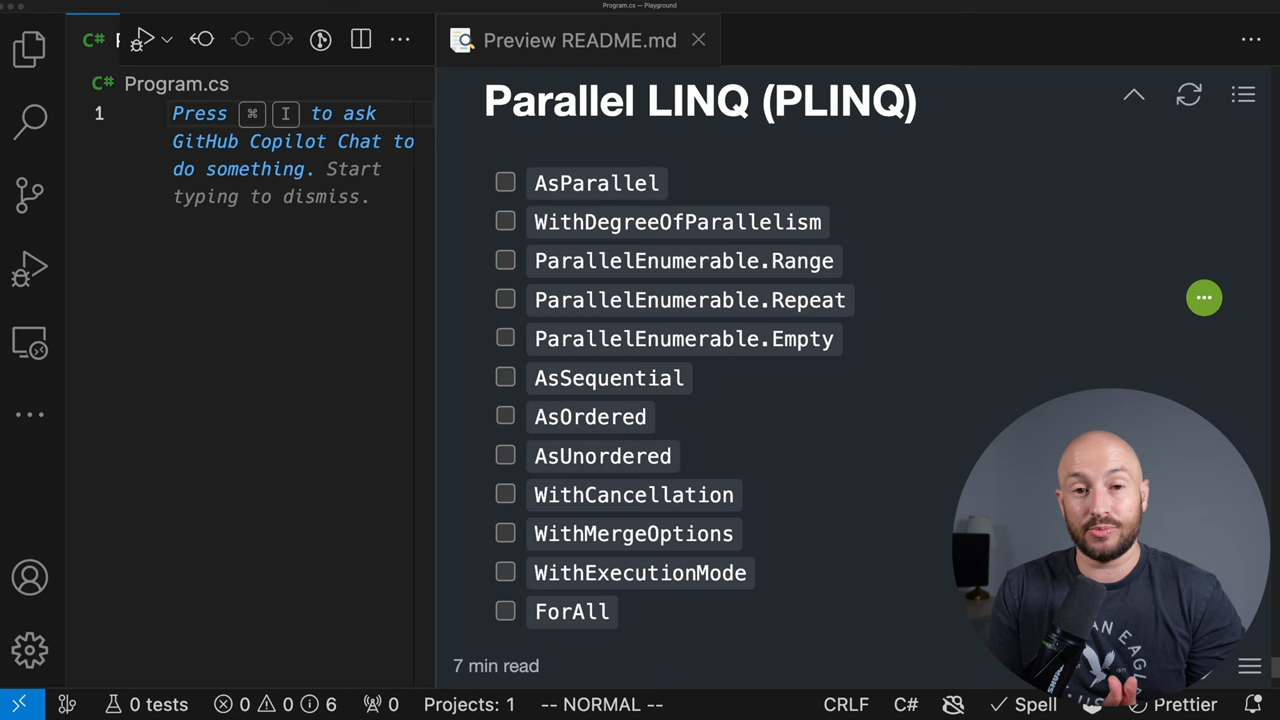 Program.cs — Playground
C#
Preview README.md
C# Program.cs
1
Press ⌘ I to ask
GitHub Copilot Chat to
do something. Start
typing to dismiss.
Parallel LINQ (PLINQ)
AsParallel
WithDegreeOfParallelism
ParallelEnumerable.Range
ParallelEnumerable.Repeat
ParallelEnumerable.Empty
AsSequential
AsOrdered
AsUnordered
WithCancellation
WithMergeOptions
WithExecutionMode
ForAll
7 min read
0 tests 0 0 6 0 Projects: 1 -- NORMAL -- CRLF C# Spell Prettier